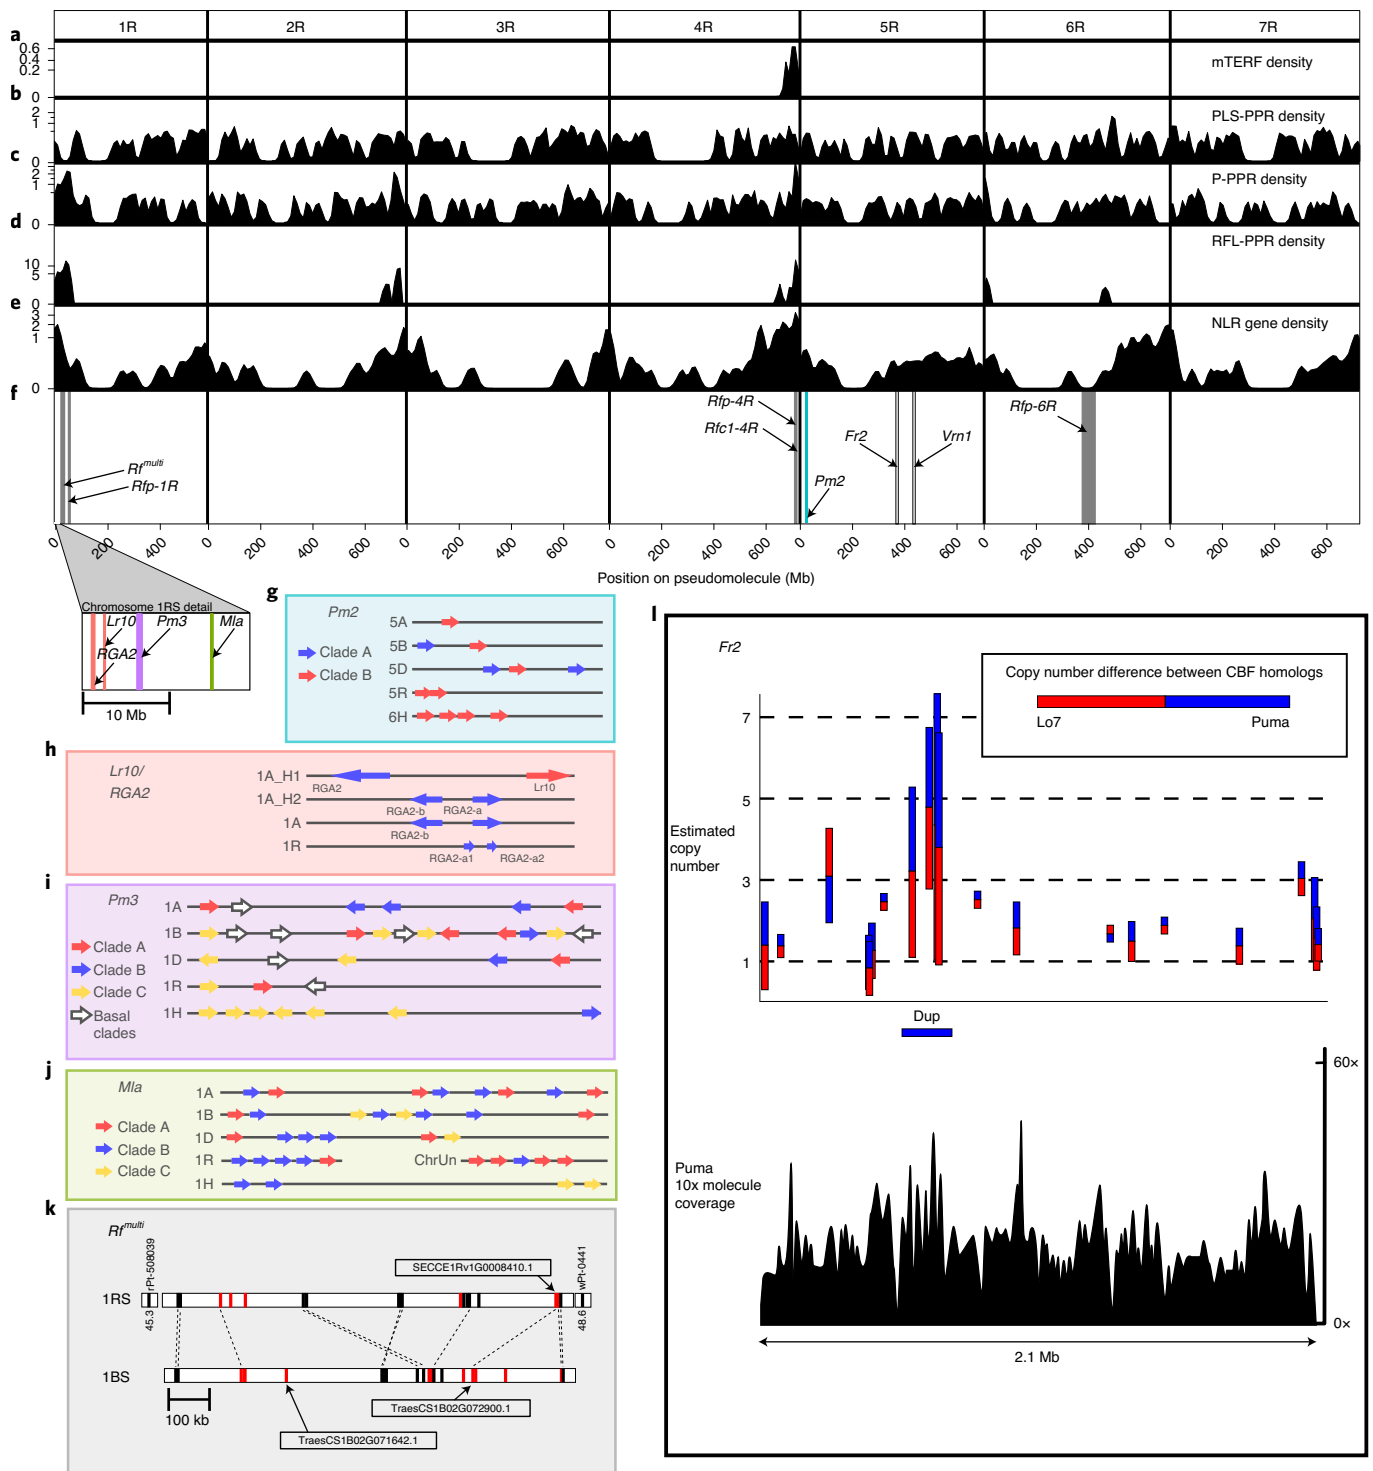 1R 2R 3R 4R 5R 6R 7R
a
0.6
0.4
0.2
0
mTERF density
b
2
1
0
PLS-PPR density
c
2
1
0
P-PPR density
d
10
5
0
RFL-PPR density
e
3
2
1
0
NLR gene density
f
Rf multi
Rfp-1R
Rfp-4R
Rfc1-4R
Pm2
Fr2
Vrn1
Rfp-6R
0 200 400 0 200 400 600 0 200 400 600 0 200 400 600 0 200 400 600 0 200 400 600 0 200 400 600
Position on pseudomolecule (Mb)
Chromosome 1RS detail
Lr10 Pm3 Mla
RGA2
10 Mb
g
Pm2
Clade A
Clade B
5A
5B
5D
5R
6H
h
Lr10/
RGA2
1A_H1
RGA2 Lr10
1A_H2
RGA2-b RGA2-a
1A
RGA2-b
1R
RGA2-a1 RGA2-a2
i
Pm3
Clade A
Clade B
Clade C
Basal
clades
1A
1B
1D
1R
1H
j
Mla
Clade A
Clade B
Clade C
1A
1B
1D
1R ChrUn
1H
k
Rf multi
rPt-508039
45.3
SECCE1Rv1G0008410.1
wPt-0441
48.6
1RS
1BS
100 kb
TraesCS1B02G072900.1
TraesCS1B02G071642.1
l
Fr2
Copy number difference between CBF homologs
Lo7 Puma
7
5
3
1
Estimated
copy
number
Dup
60×
Puma
10x molecule
coverage
0×
2.1 Mb